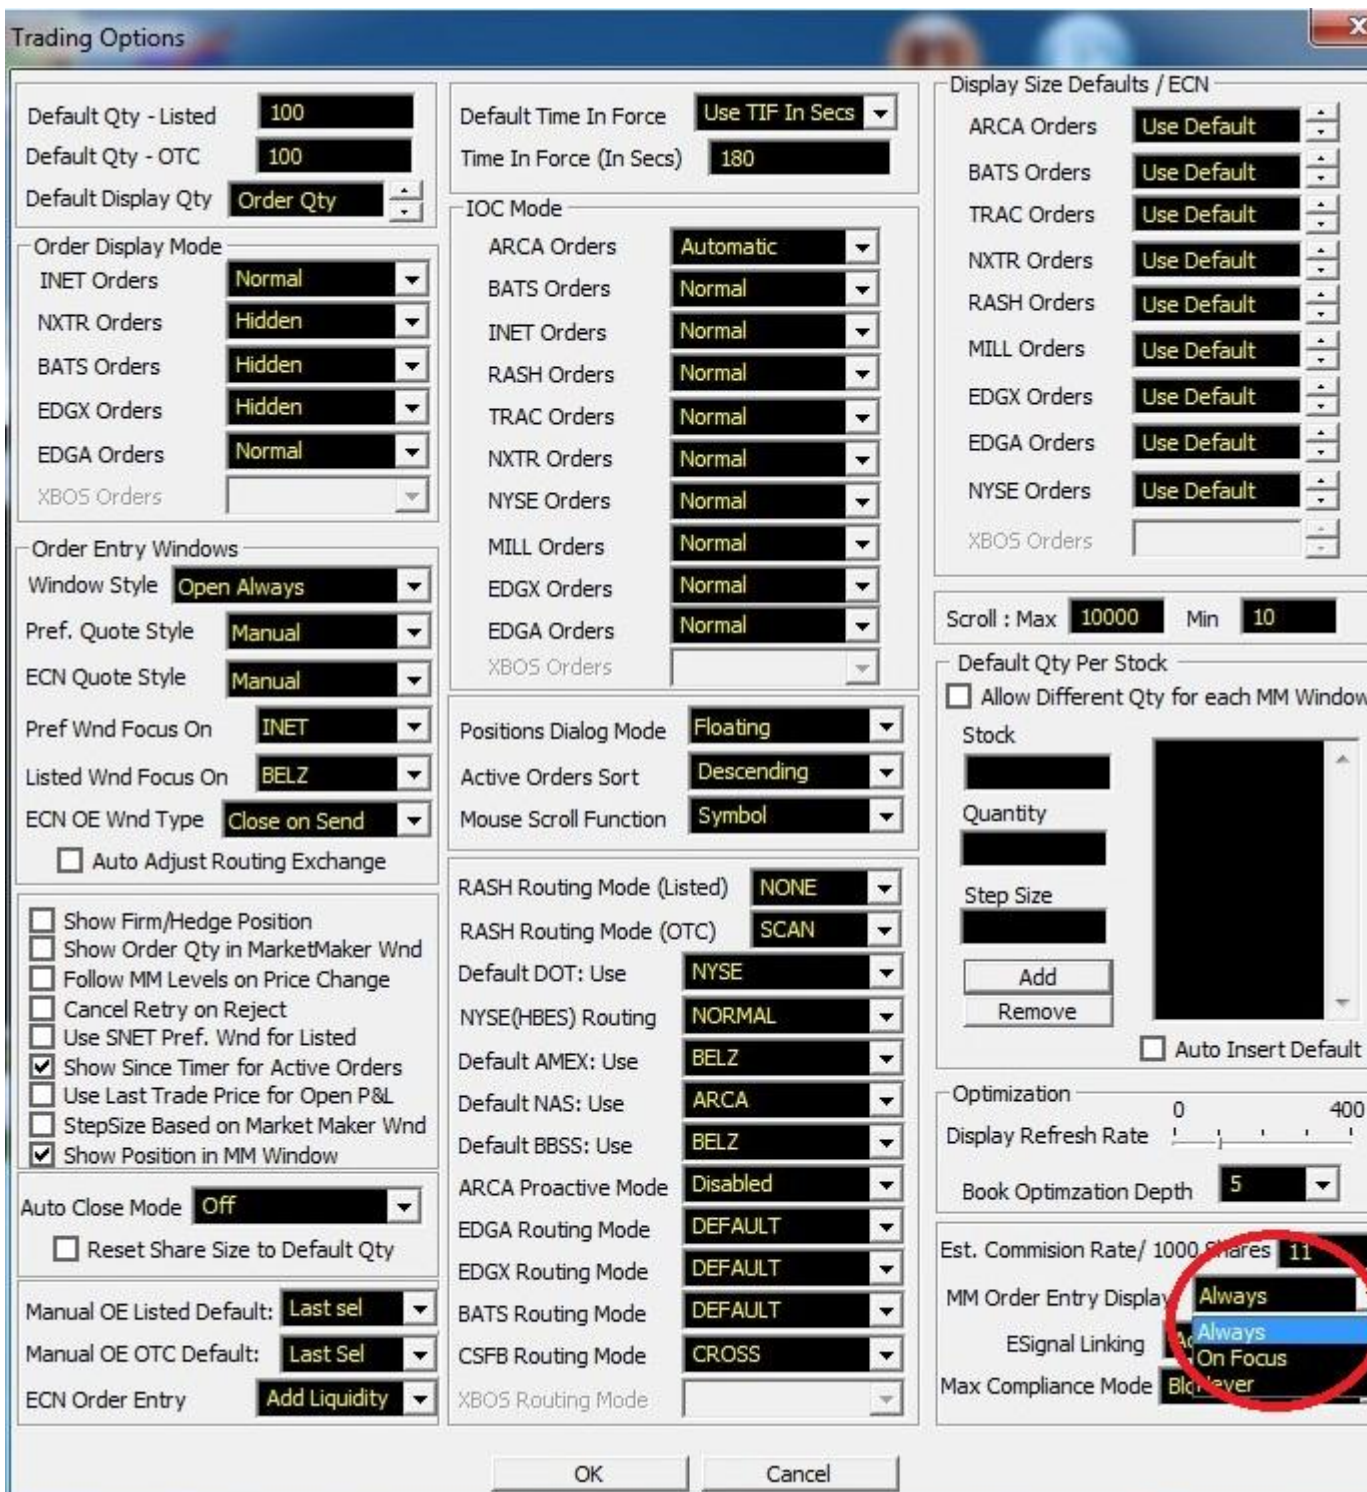 Trading Options
Default Qty - Listed 100
Default Qty - OTC 100
Default Display Qty Order Qty
Order Display Mode
INET Orders Normal
NXTR Orders Hidden
BATS Orders Hidden
EDGX Orders Hidden
EDGA Orders Normal
XBOS Orders
Order Entry Windows
Window Style Open Always
Pref. Quote Style Manual
ECN Quote Style Manual
Pref Wnd Focus On INET
Listed Wnd Focus On BELZ
ECN OE Wnd Type Close on Send
Auto Adjust Routing Exchange
Show Firm/Hedge Position
Show Order Qty in MarketMaker Wnd
Follow MM Levels on Price Change
Cancel Retry on Reject
Use SNET Pref. Wnd for Listed
Show Since Timer for Active Orders
Use Last Trade Price for Open P&L
StepSize Based on Market Maker Wnd
Show Position in MM Window
Auto Close Mode Off
Reset Share Size to Default Qty
Manual OE Listed Default: Last sel
Manual OE OTC Default: Last Sel
ECN Order Entry Add Liquidity
Default Time In Force Use TIF In Secs
Time In Force (In Secs) 180
IOC Mode
ARCA Orders Automatic
BATS Orders Normal
INET Orders Normal
RASH Orders Normal
TRAC Orders Normal
NXTR Orders Normal
NYSE Orders Normal
MILL Orders Normal
EDGX Orders Normal
EDGA Orders Normal
XBOS Orders
Positions Dialog Mode Floating
Active Orders Sort Descending
Mouse Scroll Function Symbol
RASH Routing Mode (Listed) NONE
RASH Routing Mode (OTC) SCAN
Default DOT: Use NYSE
NYSE(HBES) Routing NORMAL
Default AMEX: Use BELZ
Default NAS: Use ARCA
Default BBSS: Use BELZ
ARCA Proactive Mode Disabled
EDGA Routing Mode DEFAULT
EDGX Routing Mode DEFAULT
BATS Routing Mode DEFAULT
CSFB Routing Mode CROSS
XBOS Routing Mode
Display Size Defaults / ECN
ARCA Orders Use Default
BATS Orders Use Default
TRAC Orders Use Default
NXTR Orders Use Default
RASH Orders Use Default
MILL Orders Use Default
EDGX Orders Use Default
EDGA Orders Use Default
NYSE Orders Use Default
XBOS Orders
Scroll : Max 10000 Min 10
Default Qty Per Stock
Allow Different Qty for each MM Window
Stock
Quantity
Step Size
Add
Remove
Auto Insert Default
Optimization
0 400
Display Refresh Rate
Book Optimzation Depth 5
Est. Commision Rate/ 1000 Shares 11
MM Order Entry Display Always
Always
ESignal Linking
On Focus
Max Compliance Mode
OK Cancel